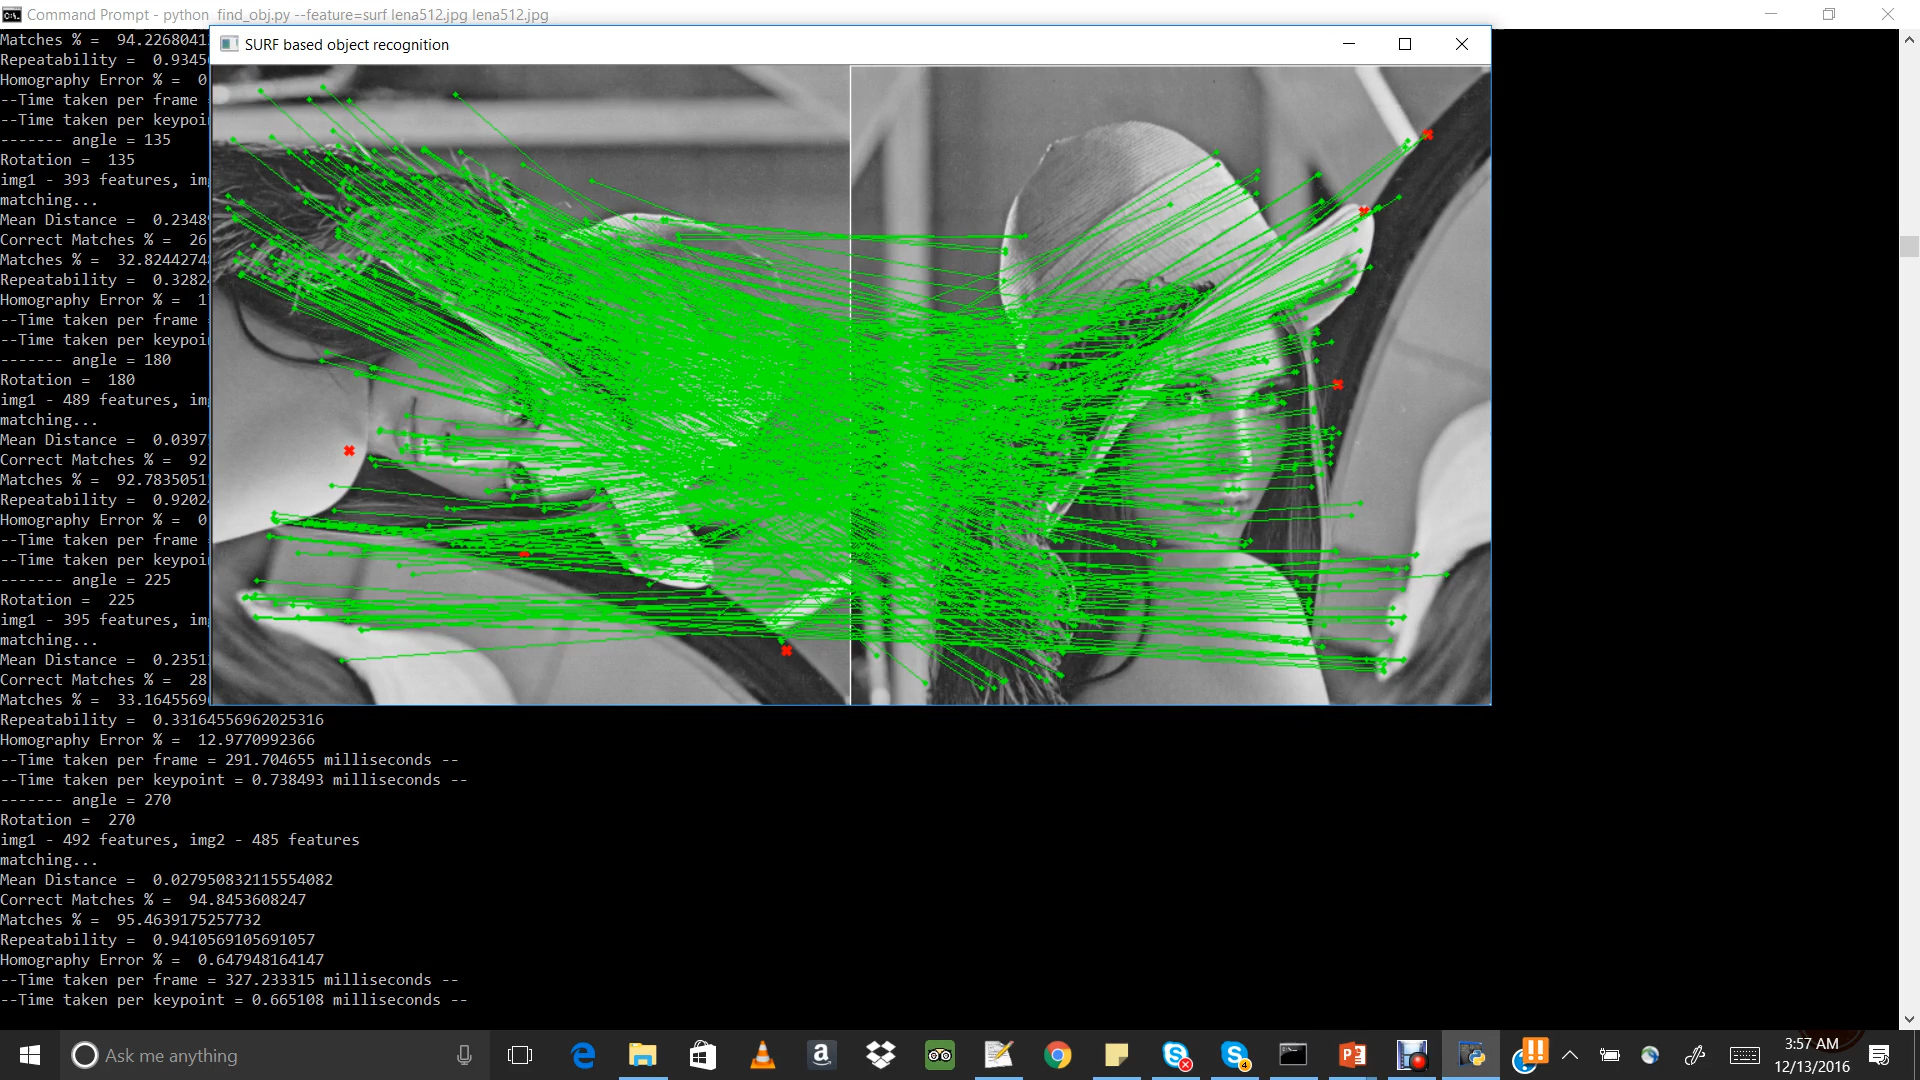 Command Prompt - python find_obj.py --feature=surf lena512.jpg lena512.jpg
SURF based object recognition
Matches % =  94.2268041
Repeatability =  0.9345
Homography Error % =  0
--Time taken per frame
--Time taken per keypoi
------- angle = 135
Rotation =  135
img1 - 393 features, im
matching...
Mean Distance =  0.2348
Correct Matches % =  26
Matches % =  32.8244274
Repeatability =  0.3282
Homography Error % =  1
--Time taken per frame
--Time taken per keypoi
------- angle = 180
Rotation =  180
img1 - 489 features, im
matching...
Mean Distance =  0.0397
Correct Matches % =  92
Matches % =  92.7835051
Repeatability =  0.9202
Homography Error % =  0
--Time taken per frame
--Time taken per keypoi
------- angle = 225
Rotation =  225
img1 - 395 features, im
matching...
Mean Distance =  0.2351
Correct Matches % =  28
Matches % =  33.1645569
Repeatability =  0.33164556962025316
Homography Error % =  12.9770992366
--Time taken per frame = 291.704655 milliseconds --
--Time taken per keypoint = 0.738493 milliseconds --
------- angle = 270
Rotation =  270
img1 - 492 features, img2 - 485 features
matching...
Mean Distance =  0.027950832115554082
Correct Matches % =  94.8453608247
Matches % =  95.4639175257732
Repeatability =  0.9410569105691057
Homography Error % =  0.647948164147
--Time taken per frame = 327.233315 milliseconds --
--Time taken per keypoint = 0.665108 milliseconds --
Ask me anything
3:57 AM
12/13/2016